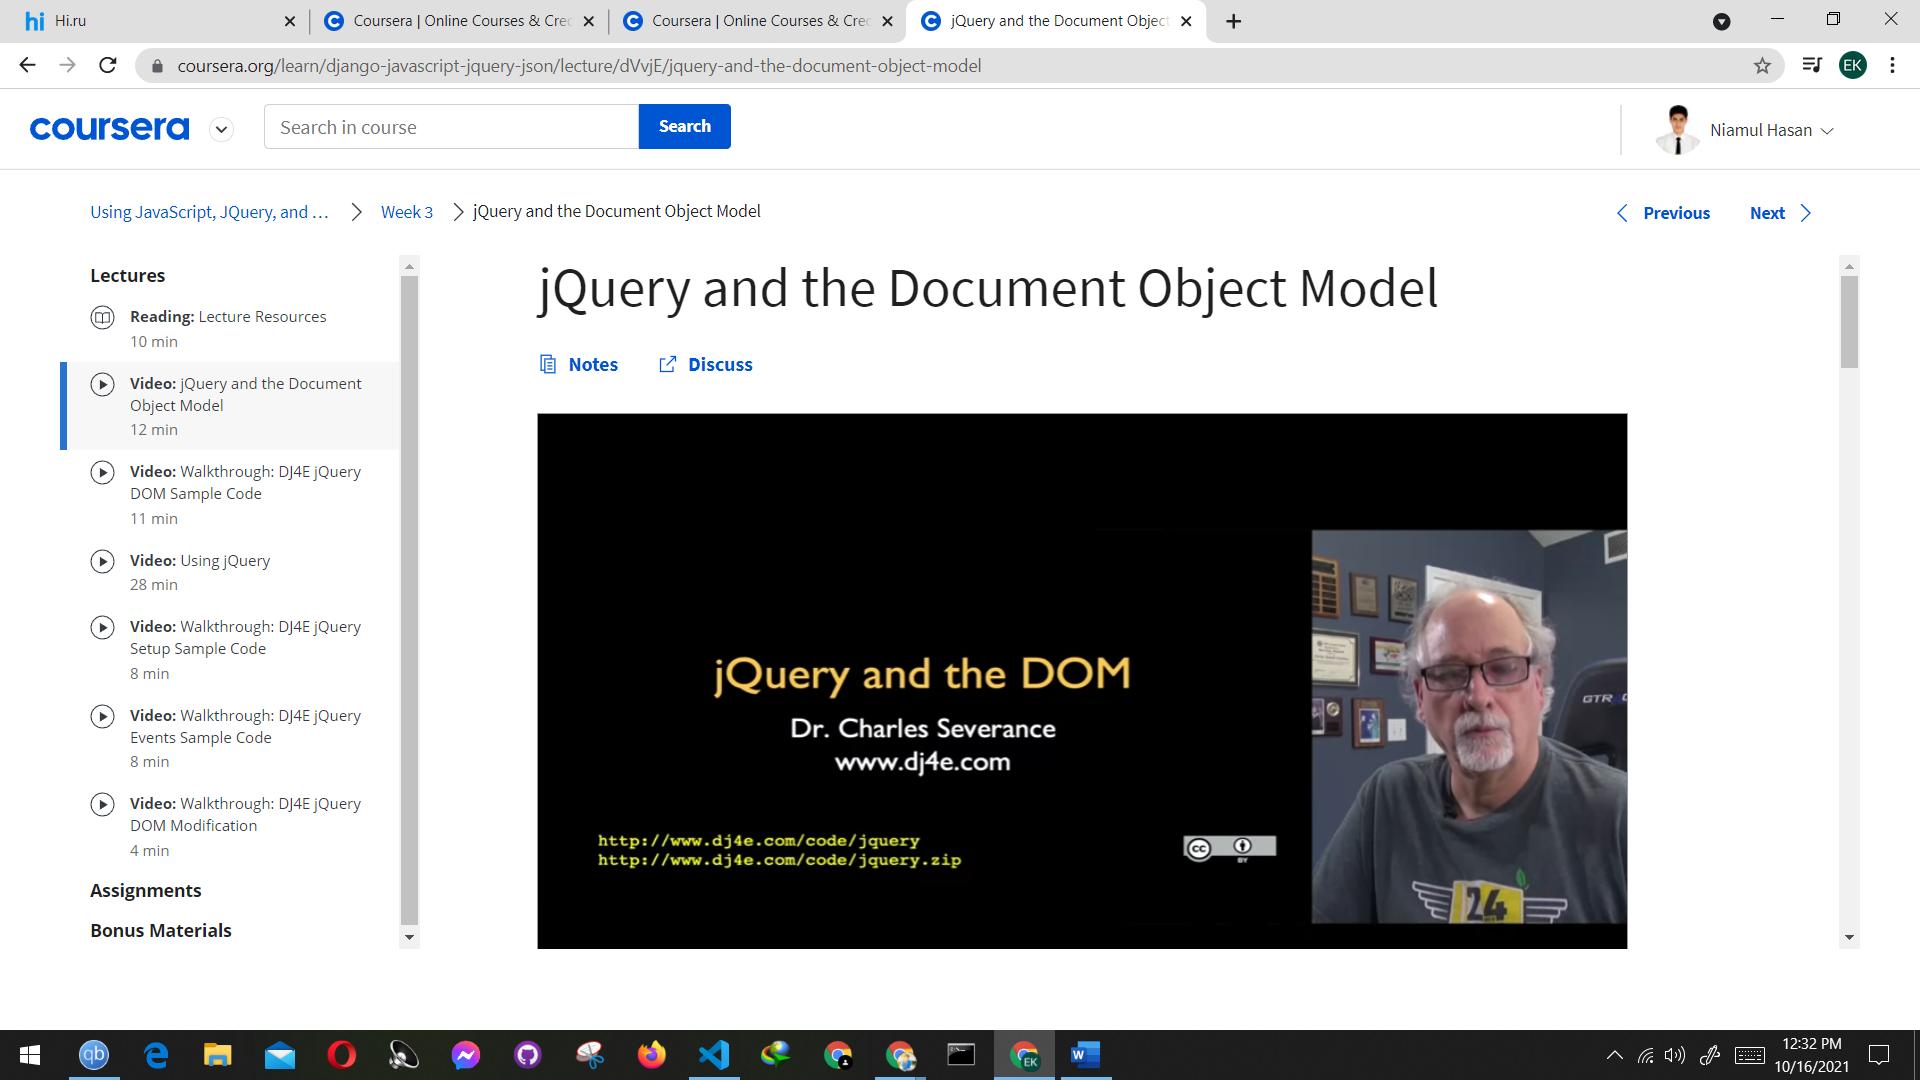 hi Hi.ru
Coursera | Online Courses & Crec
Coursera | Online Courses & Crec
jQuery and the Document Object
coursera.org/learn/django-javascript-jquery-json/lecture/dVvjE/jquery-and-the-document-object-model
EK
coursera
Search in course
Search
Niamul Hasan
Using JavaScript, JQuery, and ...
Week 3
jQuery and the Document Object Model
Previous
Next
Lectures
Reading: Lecture Resources
10 min
Video: jQuery and the Document
Object Model
12 min
Video: Walkthrough: DJ4E jQuery
DOM Sample Code
11 min
Video: Using jQuery
28 min
Video: Walkthrough: DJ4E jQuery
Setup Sample Code
8 min
Video: Walkthrough: DJ4E jQuery
Events Sample Code
8 min
Video: Walkthrough: DJ4E jQuery
DOM Modification
4 min
Assignments
Bonus Materials
jQuery and the Document Object Model
Notes
Discuss
jQuery and the DOM
Dr. Charles Severance
www.dj4e.com
http://www.dj4e.com/code/jquery
http://www.dj4e.com/code/jquery.zip
cc
BY
GTR
24
qb
EK
W
12:32 PM
10/16/2021